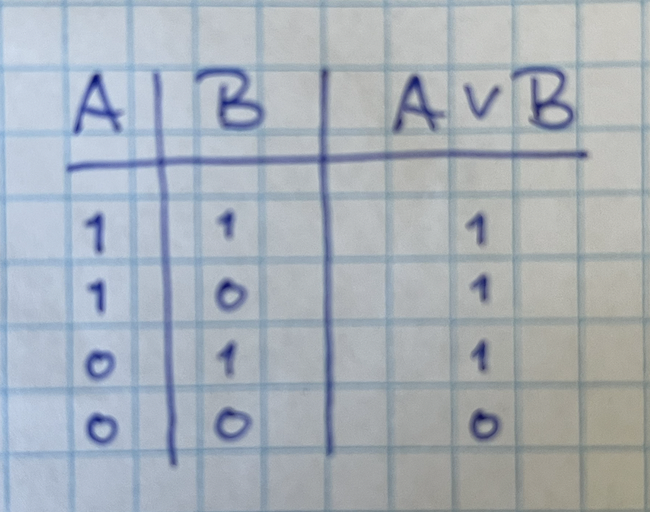 A B A ∨ B
1 1 1
1 0 1
0 1 1
0 0 0